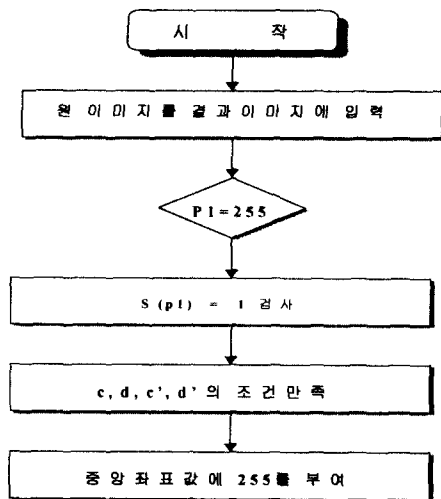 시 작
원 이미지를 결과이마지에 입력
P1=255
S(p1) = 1 검사
c, d, c', d' 의 조건만족
중앙좌표값에 255를 부여